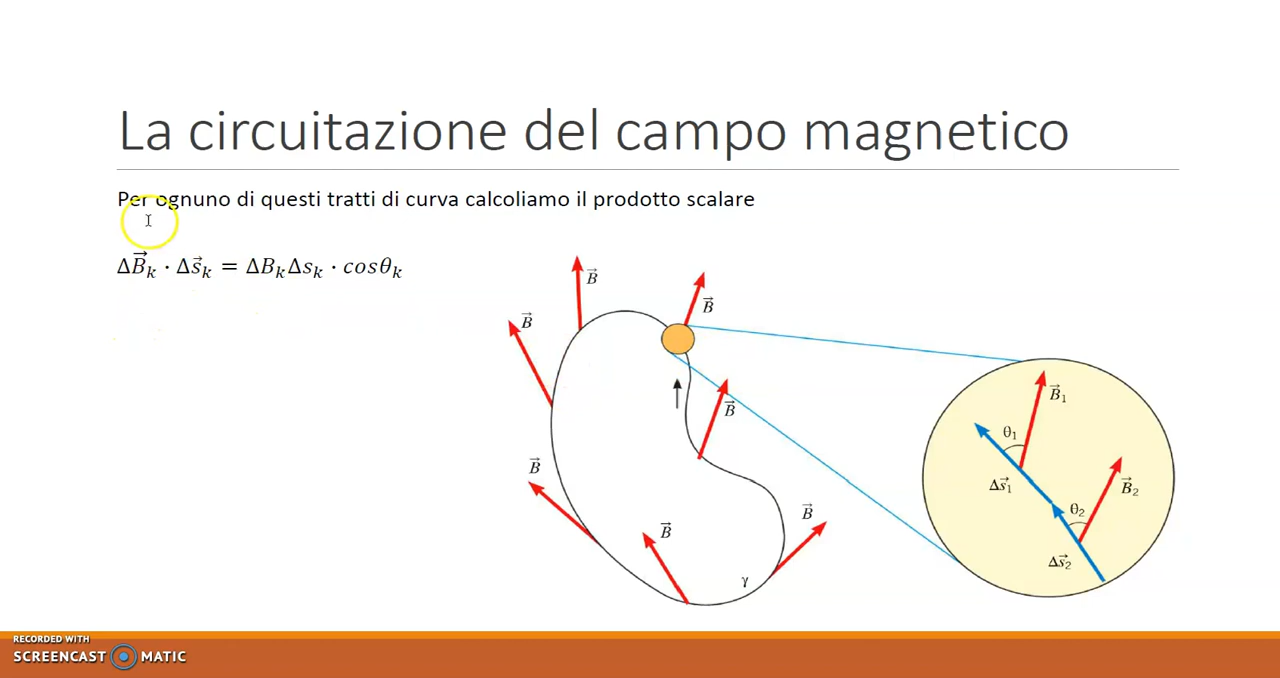 La circuitazione del campo magnetico
Per ognuno di questi tratti di curva calcoliamo il prodotto scalare
ΔB⃗ₖ · Δs⃗ₖ = ΔBₖΔsₖ · cosθₖ
B⃗
B⃗
B⃗
B⃗
B⃗
B⃗
B⃗
B⃗
γ
B⃗₁
θ₁
Δs⃗₁
B⃗₂
θ₂
Δs⃗₂
RECORDED WITH
SCREENCAST MATIC